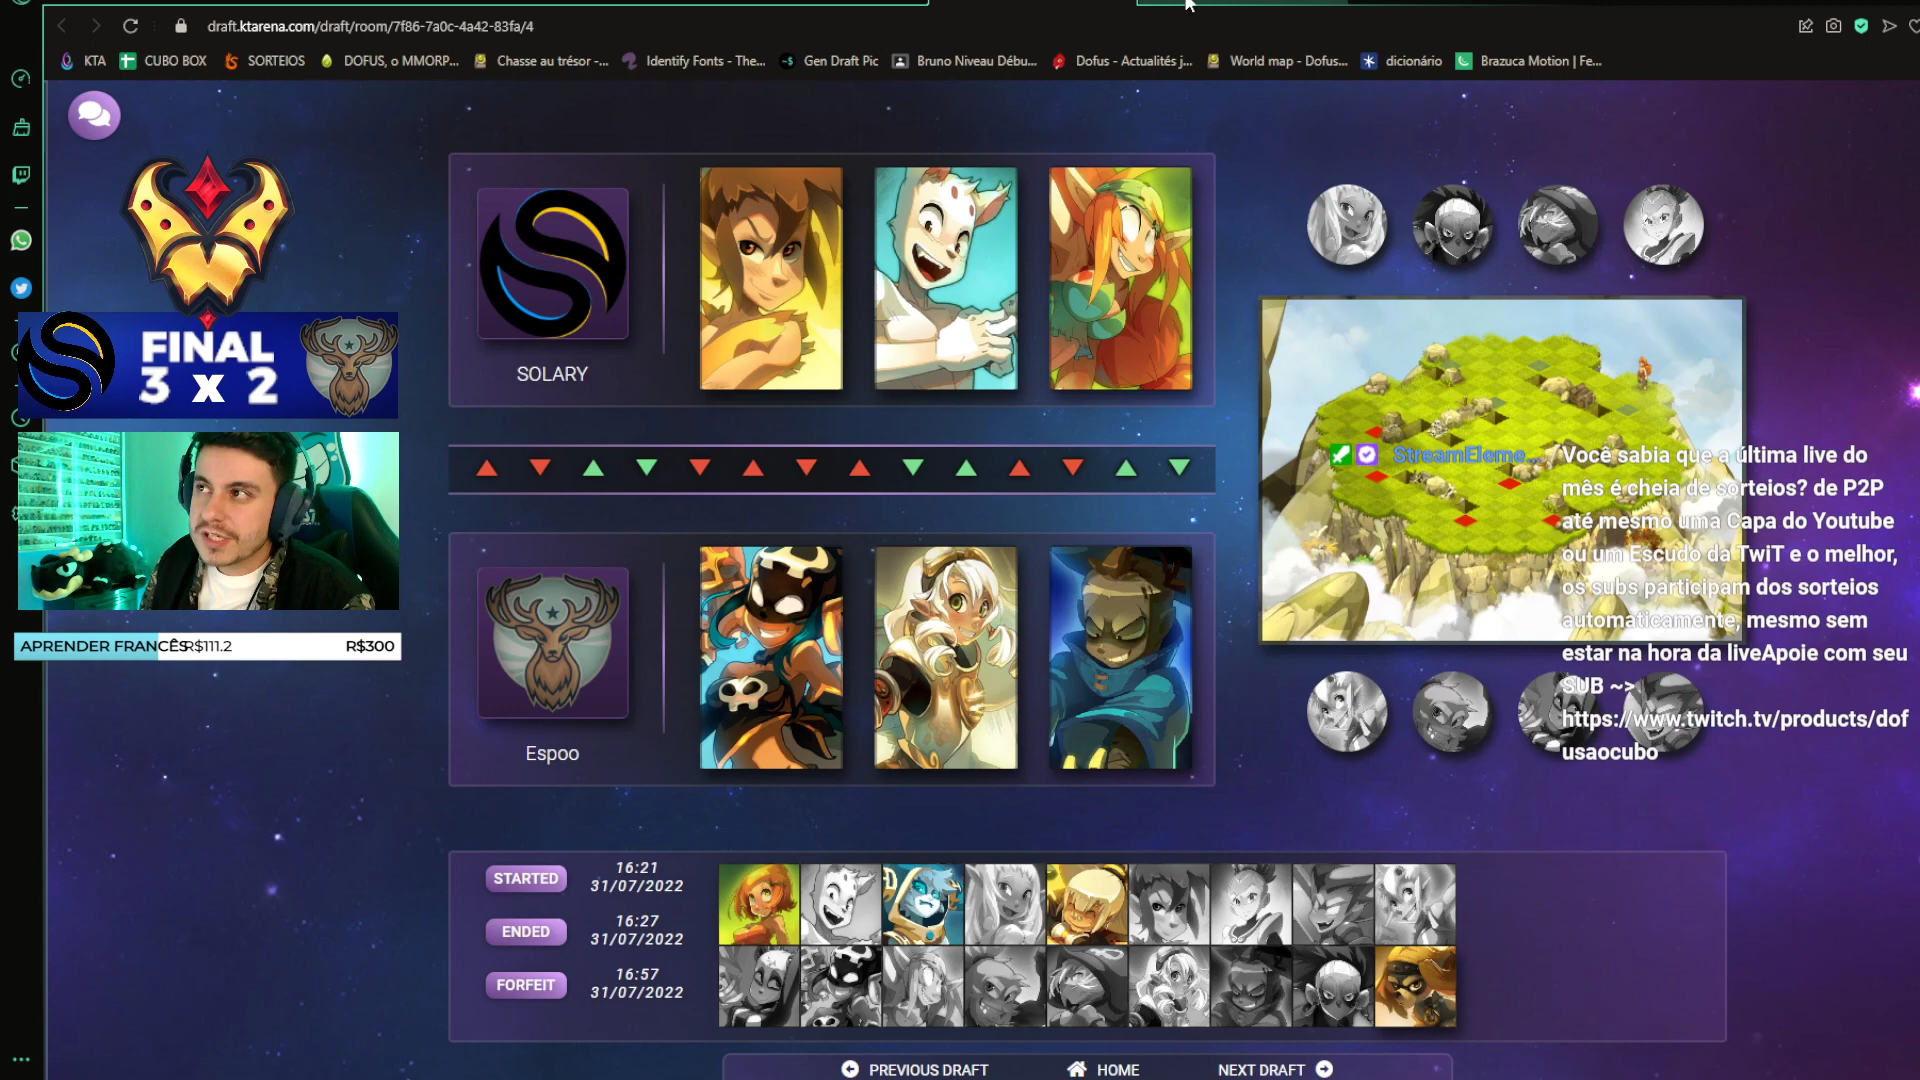 draft.ktarena.com/draft/room/7f86-7a0c-4a42-83fa/4
KTA
CUBO BOX
SORTEIOS
DOFUS, o MMORP...
Chasse au trésor -...
Identify Fonts - The...
Gen Draft Pic
Bruno Niveau Débu...
Dofus - Actualités j...
World map - Dofus...
dicionário
Brazuca Motion | Fe...
FINAL
3 x 2
SOLARY
Espoo
APRENDER FRANCÊS
R$111.2
R$300
StreamEleme...
Você sabia que a última live do
mês é cheia de sorteios? de P2P
até mesmo uma Capa do Youtube
ou um Escudo da TwiT e o melhor,
os subs participam dos sorteios
automaticamente, mesmo sem
estar na hora da liveApoie com seu
SUB ~>
https://www.twitch.tv/products/dof
usaocubo
STARTED
16:21
31/07/2022
ENDED
16:27
31/07/2022
FORFEIT
16:57
31/07/2022
PREVIOUS DRAFT
HOME
NEXT DRAFT